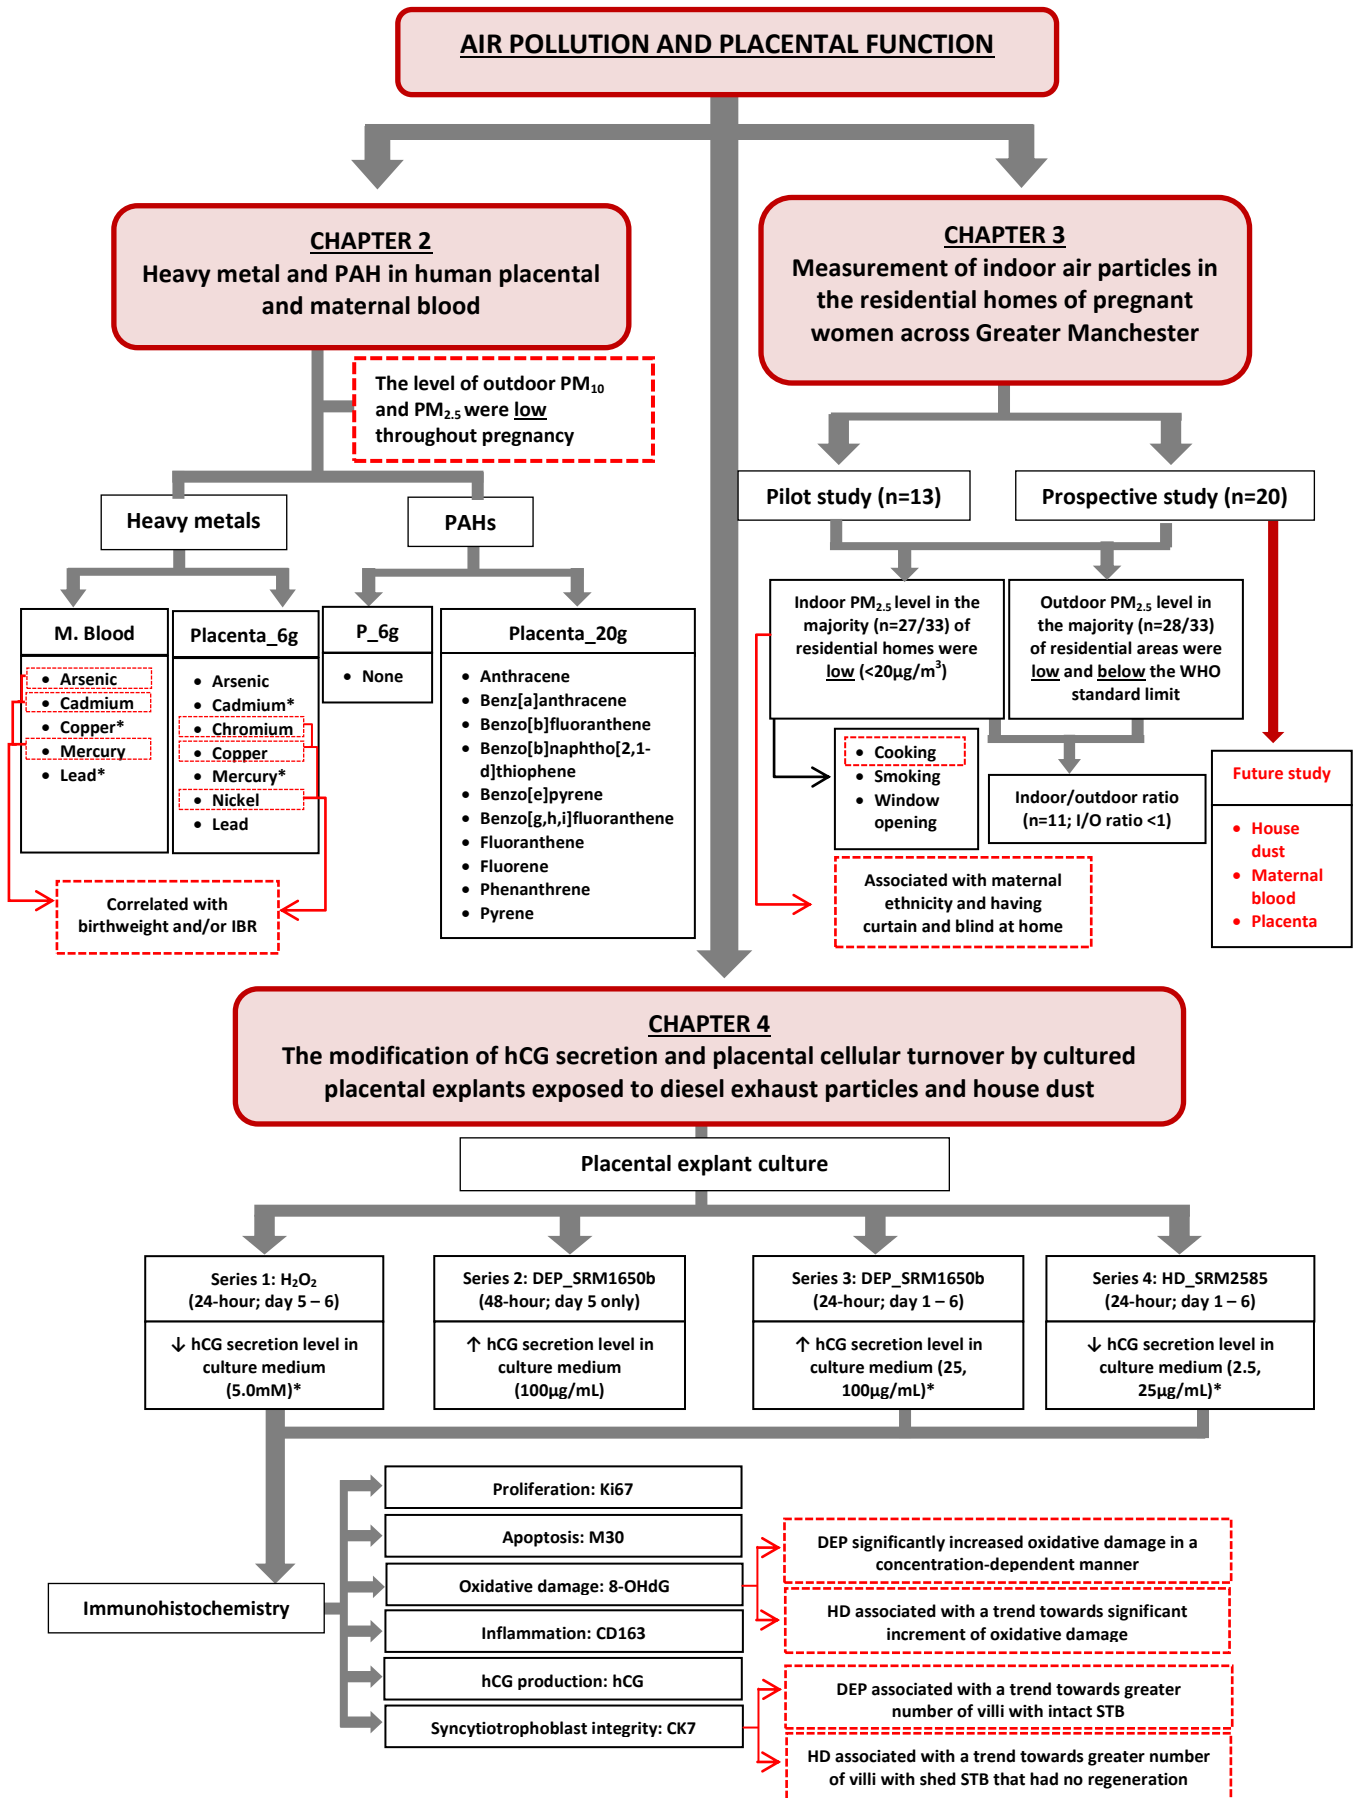 AIR POLLUTION AND PLACENTAL FUNCTION
CHAPTER 2
Heavy metal and PAH in human placental
and maternal blood
CHAPTER 3
Measurement of indoor air particles in
the residential homes of pregnant
women across Greater Manchester
The level of outdoor PM10
and PM2.5 were low
throughout pregnancy
Heavy metals
PAHs
Pilot study (n=13)
Prospective study (n=20)
M. Blood
• Arsenic
• Cadmium
• Copper*
• Mercury
• Lead*
Placenta_6g
• Arsenic
• Cadmium*
• Chromium
• Copper
• Mercury*
• Nickel
• Lead
P_6g
• None
Placenta_20g
• Anthracene
• Benz[a]anthracene
• Benzo[b]fluoranthene
• Benzo[b]naphtho[2,1-
d]thiophene
• Benzo[e]pyrene
• Benzo[g,h,i]fluoranthene
• Fluoranthene
• Fluorene
• Phenanthrene
• Pyrene
Correlated with
birthweight and/or IBR
Indoor PM2.5 level in the
majority (n=27/33) of
residential homes were
low (<20µg/m³)
Outdoor PM2.5 level in
the majority (n=28/33)
of residential areas were
low and below the WHO
standard limit
• Cooking
• Smoking
• Window
opening
Indoor/outdoor ratio
(n=11; I/O ratio <1)
Associated with maternal
ethnicity and having
curtain and blind at home
Future study
• House
dust
• Maternal
blood
• Placenta
CHAPTER 4
The modification of hCG secretion and placental cellular turnover by cultured
placental explants exposed to diesel exhaust particles and house dust
Placental explant culture
Series 1: H2O2
(24-hour; day 5 – 6)
↓ hCG secretion level in
culture medium
(5.0mM)*
Series 2: DEP_SRM1650b
(48-hour; day 5 only)
↑ hCG secretion level in
culture medium
(100µg/mL)
Series 3: DEP_SRM1650b
(24-hour; day 1 – 6)
↑ hCG secretion level in
culture medium (25,
100µg/mL)*
Series 4: HD_SRM2585
(24-hour; day 1 – 6)
↓ hCG secretion level in
culture medium (2.5,
25µg/mL)*
Immunohistochemistry
Proliferation: Ki67
Apoptosis: M30
Oxidative damage: 8-OHdG
Inflammation: CD163
hCG production: hCG
Syncytiotrophoblast integrity: CK7
DEP significantly increased oxidative damage in a
concentration-dependent manner
HD associated with a trend towards significant
increment of oxidative damage
DEP associated with a trend towards greater
number of villi with intact STB
HD associated with a trend towards greater number
of villi with shed STB that had no regeneration